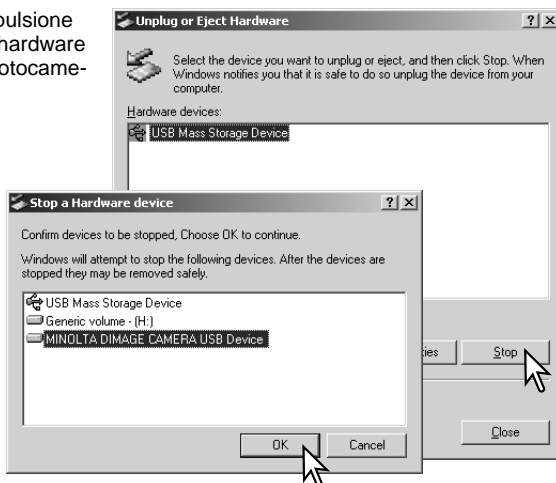 pulsione
hardware
otocame-
Unplug or Eject Hardware
Select the device you want to unplug or eject, and then click Stop. When
Windows notifies you that it is safe to do so unplug the device from your
computer.
Hardware devices:
USB Mass Storage Device
ties
Stop
Close
Stop a Hardware device
Confirm devices to be stopped, Choose OK to continue.
Windows will attempt to stop the following devices. After the devices are
stopped they may be removed safely.
USB Mass Storage Device
Generic volume - (H:)
MINOLTA DIMAGE CAMERA USB Device
OK
Cancel